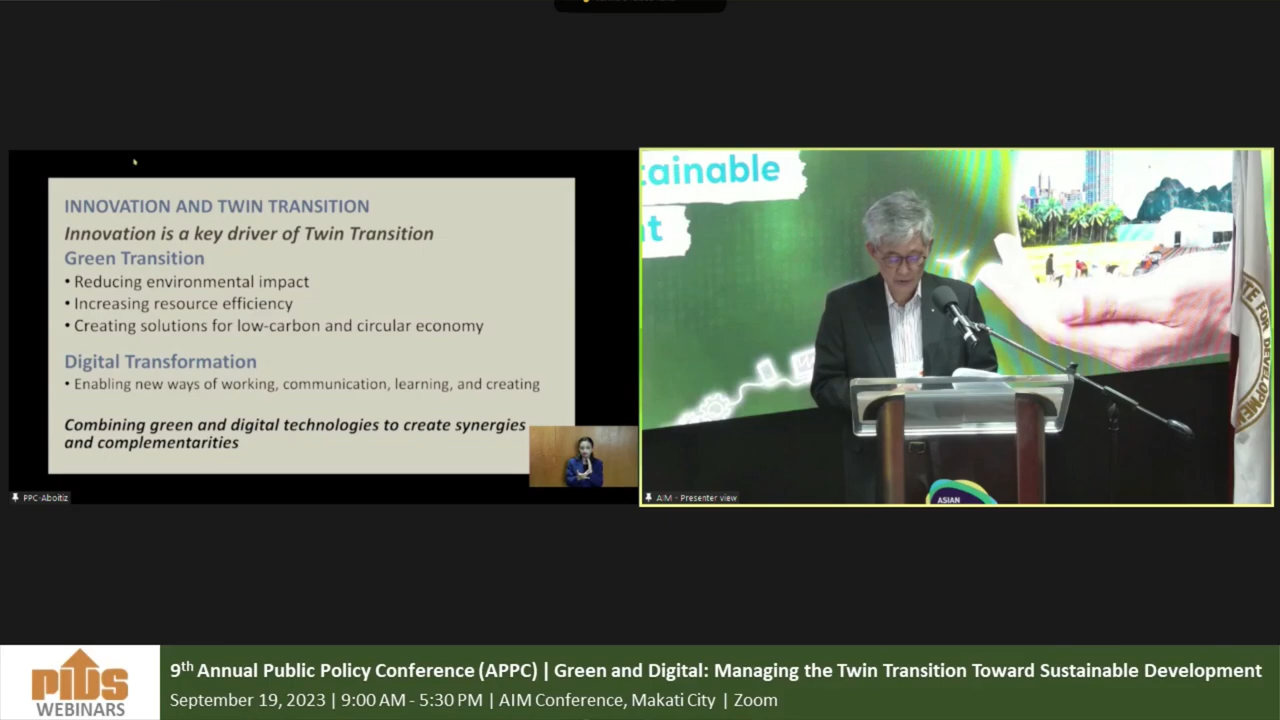 INNOVATION AND TWIN TRANSITION
Innovation is a key driver of Twin Transition
Green Transition
• Reducing environmental impact
• Increasing resource efficiency
• Creating solutions for low-carbon and circular economy
Digital Transformation
• Enabling new ways of working, communication, learning, and creating
Combining green and digital technologies to create synergies
and complementarities
PPC-Aboitiz
tainable
t
TE FOR DEVELOPMEN
ASIAN
AIM - Presenter view
PIDS
WEBINARS
9th Annual Public Policy Conference (APPC) | Green and Digital: Managing the Twin Transition Toward Sustainable Development
September 19, 2023 | 9:00 AM - 5:30 PM | AIM Conference, Makati City | Zoom